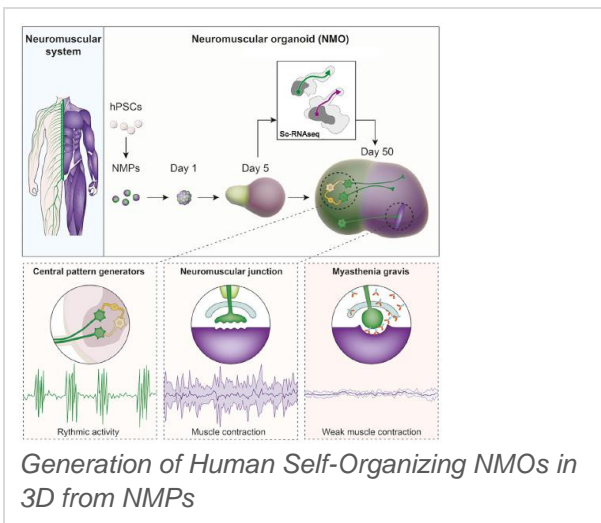 Neuromuscular
system
Neuromuscular organoid (NMO)
hPSCs
NMPs
Day 1
Day 5
Sc-RNAseq
Day 50
Central pattern generators
Neuromuscular junction
Myasthenia gravis
Rythmic activity
Muscle contraction
Weak muscle contraction
Generation of Human Self-Organizing NMOs in
3D from NMPs